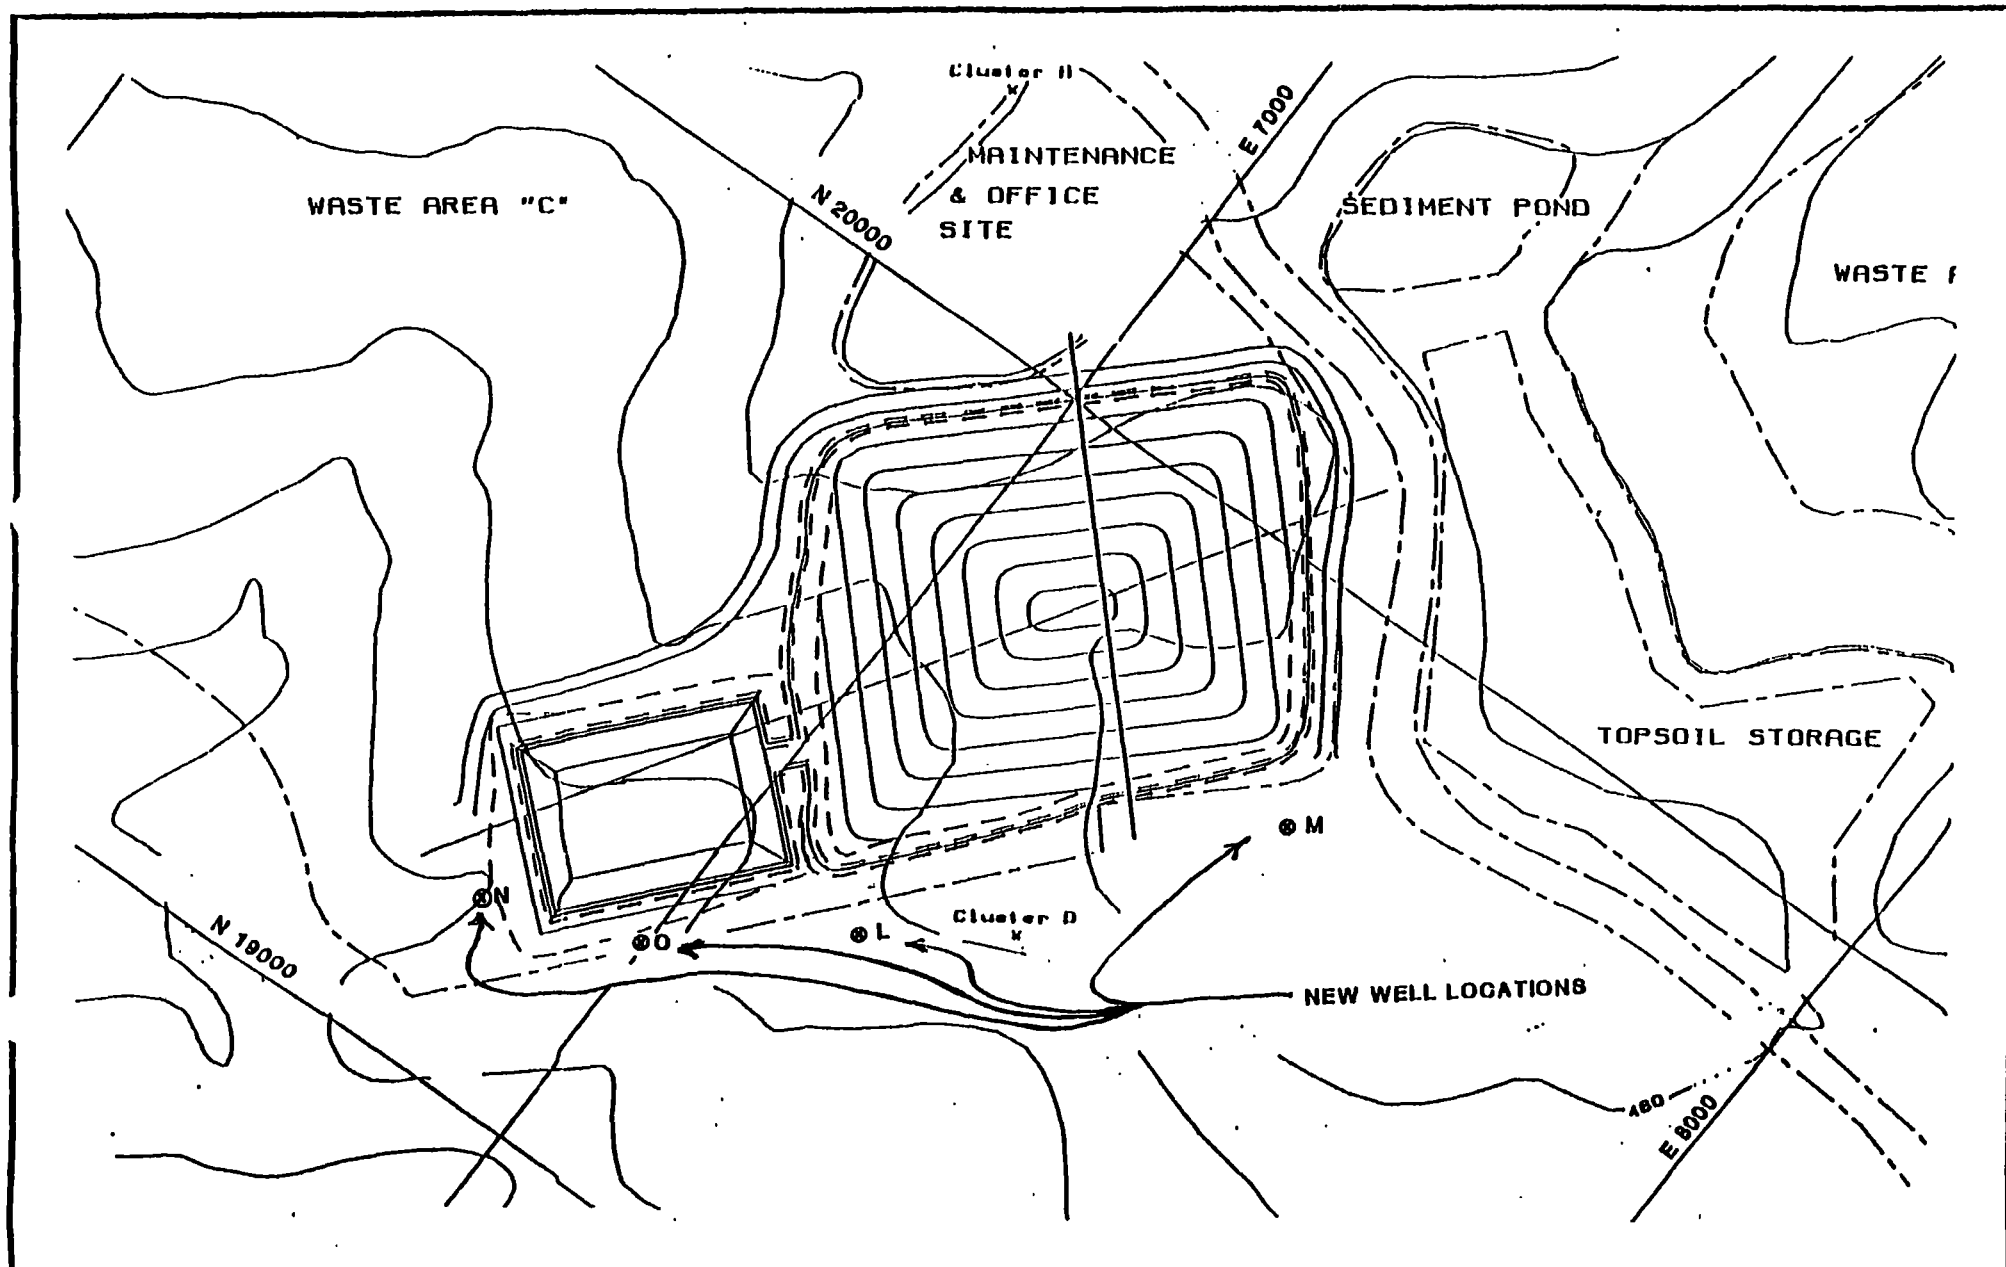 Cluster H
E 7000
MAINTENANCE
& OFFICE
SITE
WASTE AREA "C"
N 20000
SEDIMENT POND
WASTE
TOPSOIL STORAGE
M
N
O
L
Cluster D
N 19000
NEW WELL LOCATIONS
460
E 8000